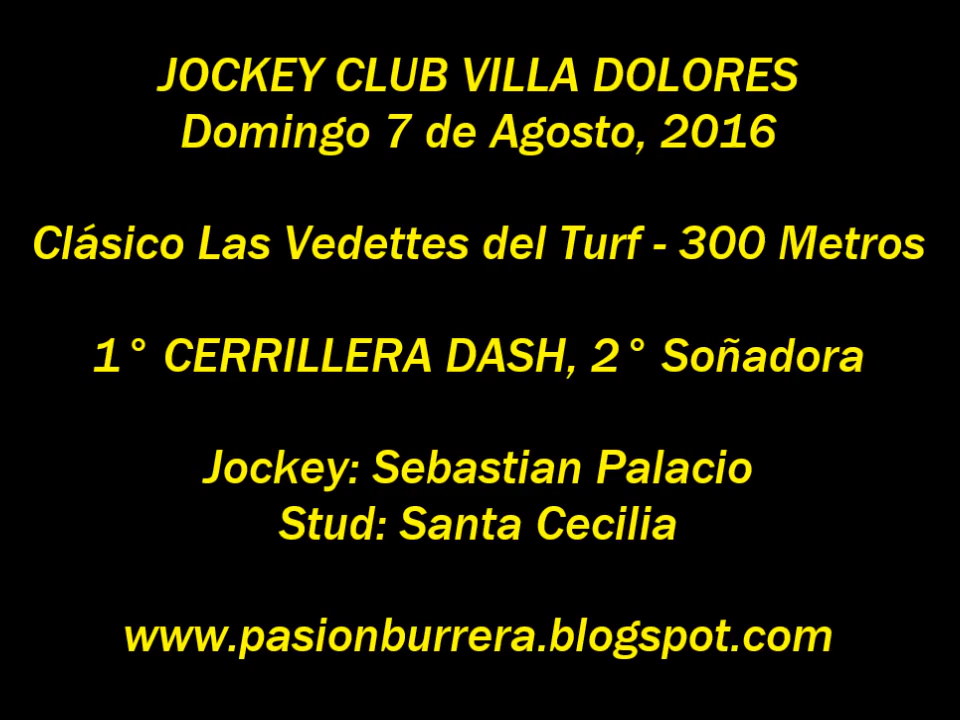 JOCKEY CLUB VILLA DOLORES
Domingo 7 de Agosto, 2016
Clásico Las Vedettes del Turf - 300 Metros
1° CERRILLERA DASH, 2° Soñadora
Jockey: Sebastian Palacio
Stud: Santa Cecilia
www.pasionburrera.blogspot.com